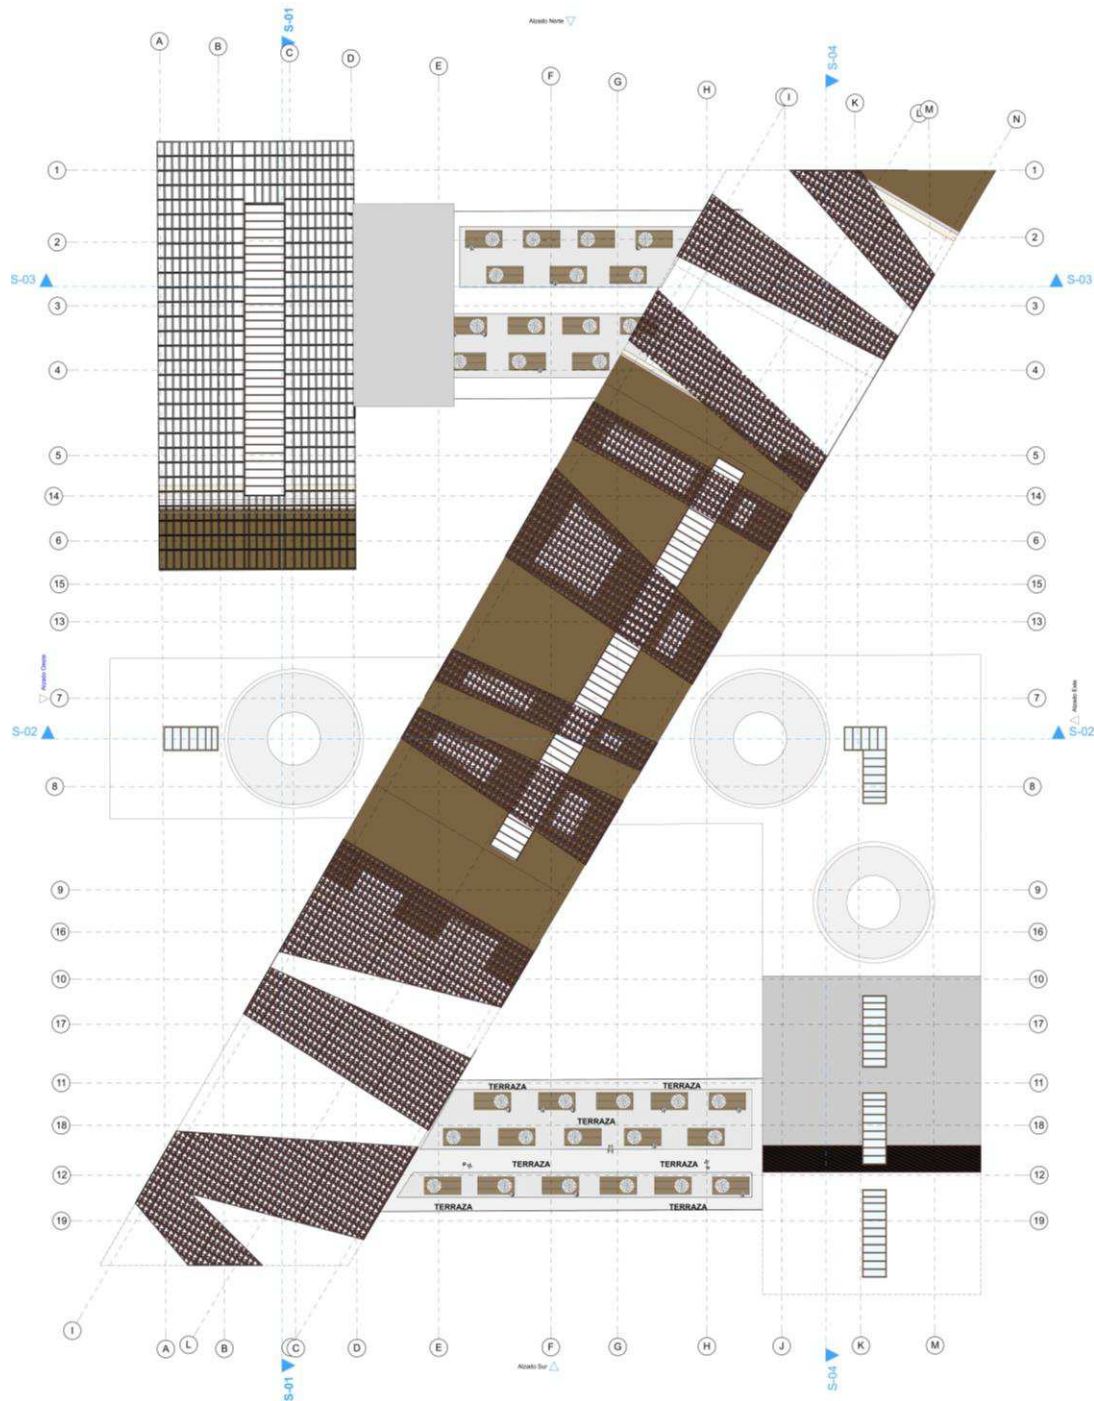 S-01
Alzado Norte
A
B
C
D
E
F
G
H
I
S-04
K
L
M
N
1
1
2
2
S-03
S-03
3
3
4
4
5
5
14
14
6
6
15
15
13
13
Alzado Oeste
Alzado Este
7
7
S-02
S-02
8
8
9
9
16
16
10
10
17
17
11
11
TERRAZA
TERRAZA
18
18
TERRAZA
12
12
TERRAZA
TERRAZA
TERRAZA
TERRAZA
19
19
I
L
A
B
C
D
E
F
G
H
J
K
M
S-01
Alzado Sur
S-04